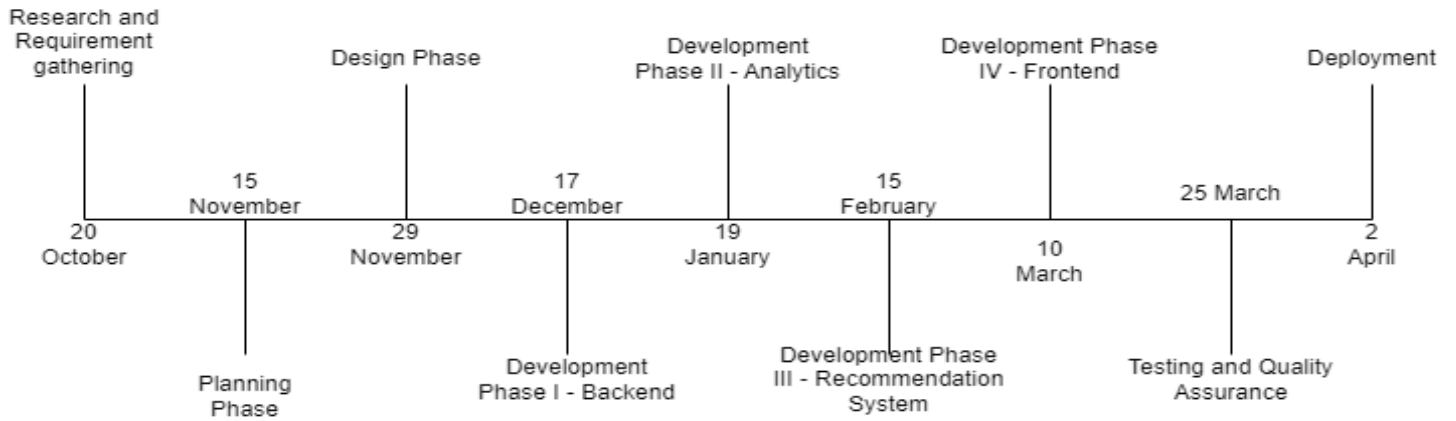 Research and
Requirement
gathering
Design Phase
Development
Phase II - Analytics
Development Phase
IV - Frontend
Deployment
15
November
17
December
15
February
25 March
20
October
29
November
19
January
10
March
2
April
Planning
Phase
Development
Phase I - Backend
Development Phase
III - Recommendation
System
Testing and Quality
Assurance